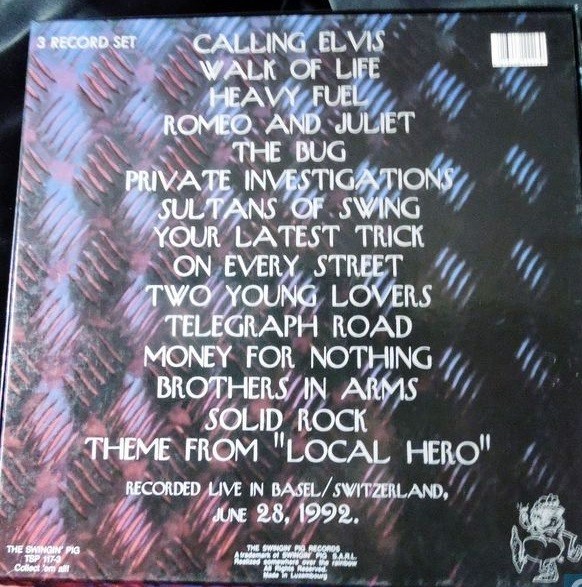 3 RECORD SET
CALLING ELVIS
WALK OF LIFE
HEAVY FUEL
ROMEO AND JULIET
THE BUG
PRIVATE INVESTIGATIONS
SULTANS OF SWING
YOUR LATEST TRICK
ON EVERY STREET
TWO YOUNG LOVERS
TELEGRAPH ROAD
MONEY FOR NOTHING
BROTHERS IN ARMS
SOLID ROCK
THEME FROM "LOCAL HERO"
RECORDED LIVE IN BASEL/SWITZERLAND,
JUNE 28, 1992.
THE SWINGIN' PIG
TSP 117-3
Collect 'em all!
THE SWINGIN' PIG RECORDS
A trademark of SWINGIN' PIG S.A.R.L.
Realized somewhere over the rainbow
All Rights Reserved.
Made in Luxembourg